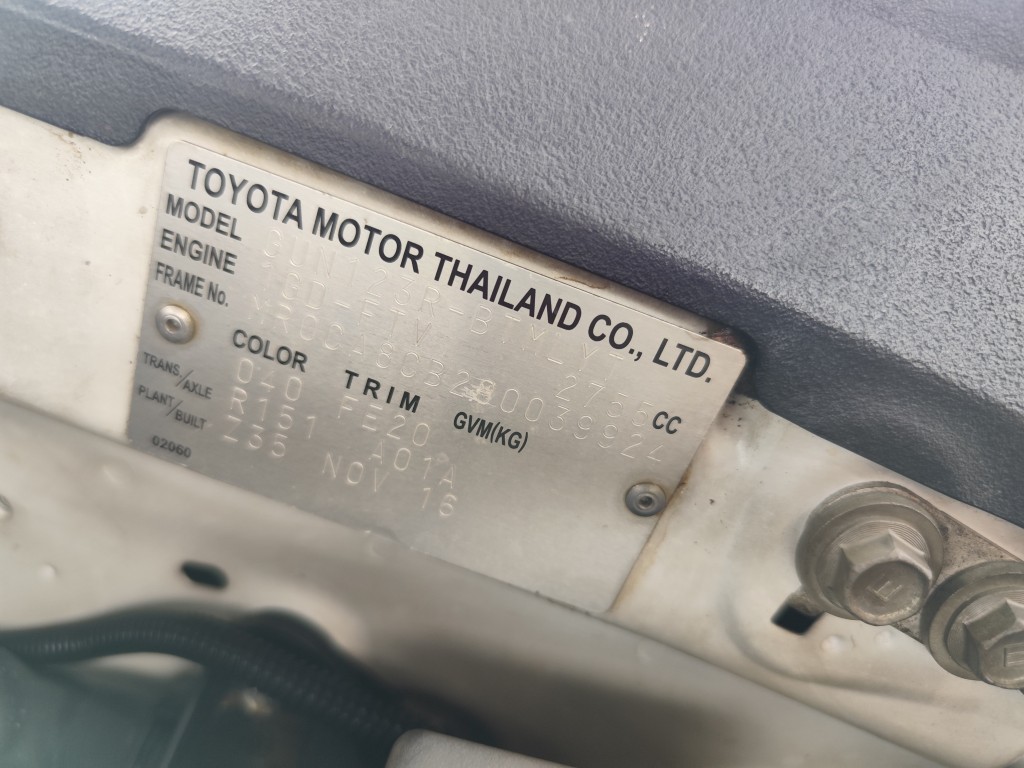 TOYOTA MOTOR THAILAND CO., LTD.
MODEL
ENGINE 2755 CC
FRAME No.
COLOR TRIM GVM(KG)
040 FE20
TRANS/AXLE R151 A01A
PLANT/BUILT NOV 16
02060